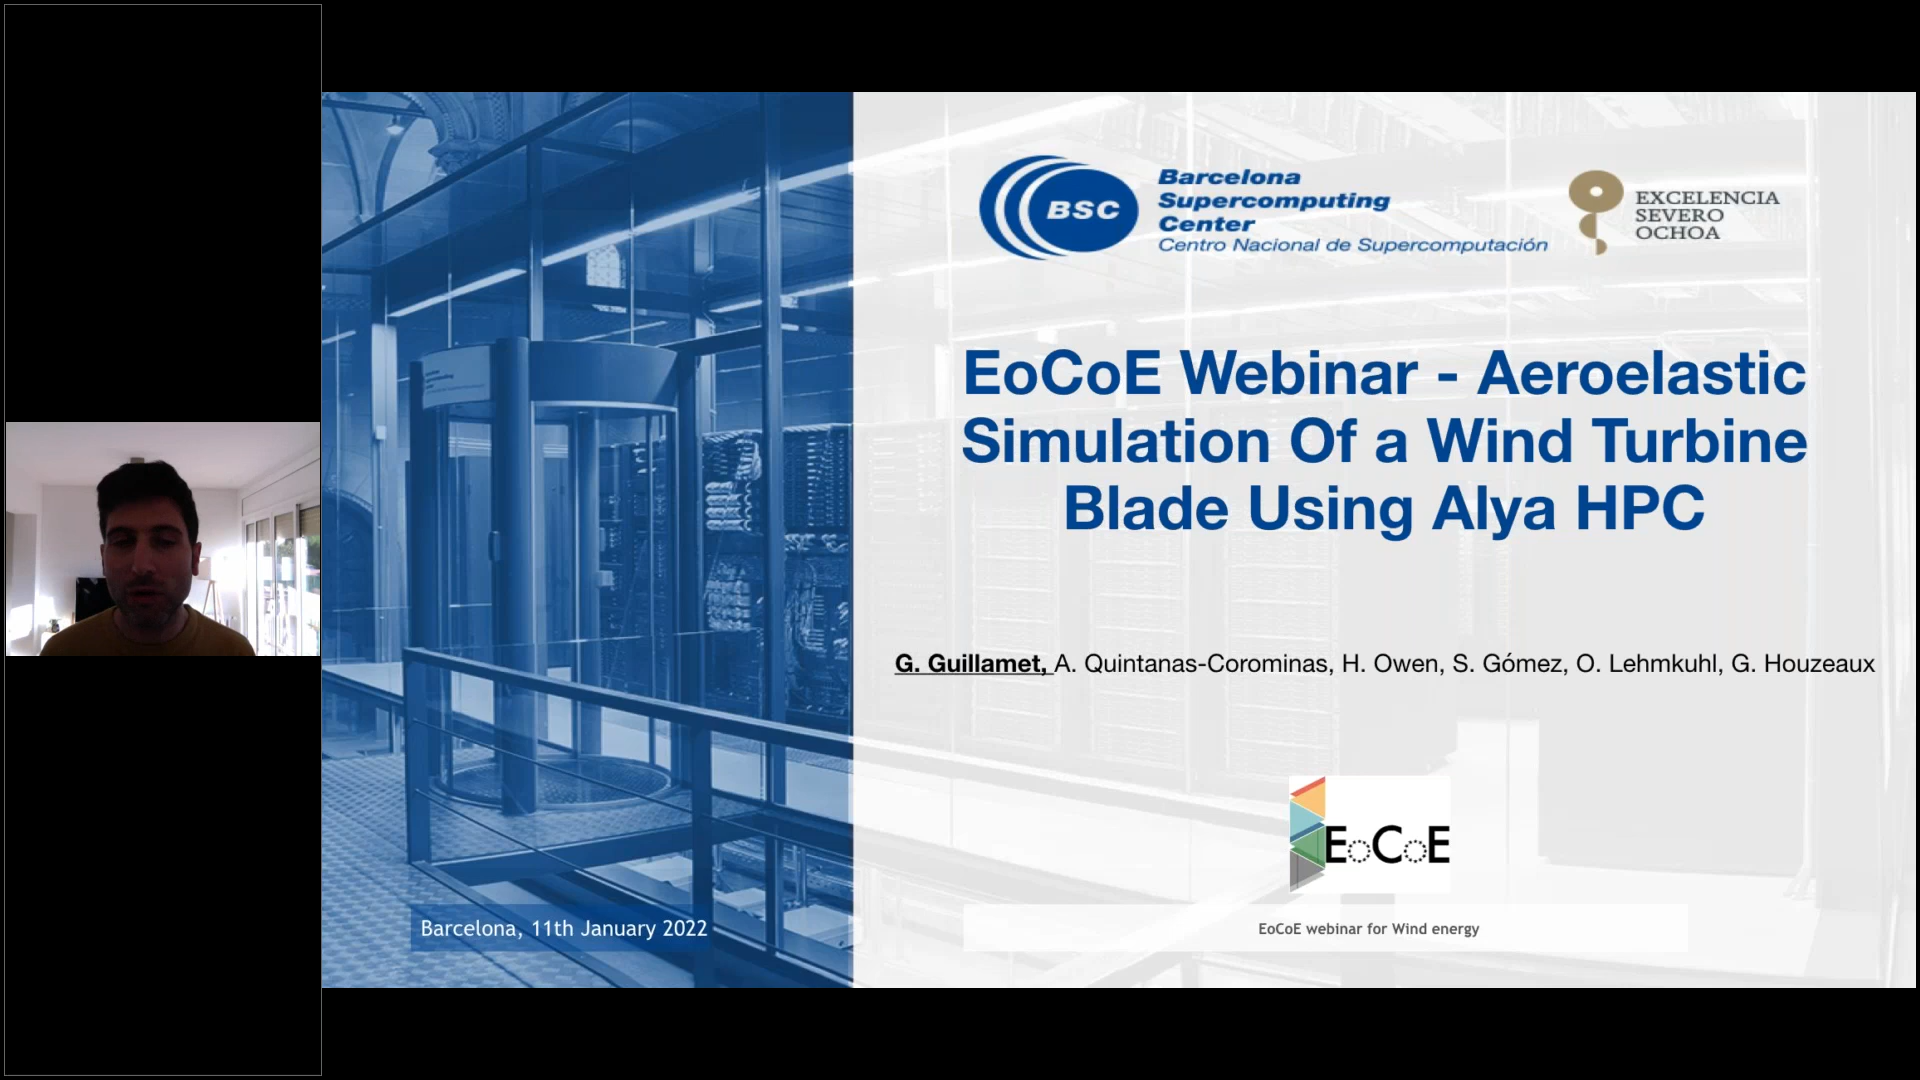 BSC
Barcelona
Supercomputing
Center
Centro Nacional de Supercomputación
EXCELENCIA
SEVERO
OCHOA
EoCoE Webinar - Aeroelastic
Simulation Of a Wind Turbine
Blade Using Alya HPC
G. Guillamet, A. Quintanas-Corominas, H. Owen, S. Gómez, O. Lehmkuhl, G. Houzeaux
EoCoE
Barcelona, 11th January 2022
EoCoE webinar for Wind energy